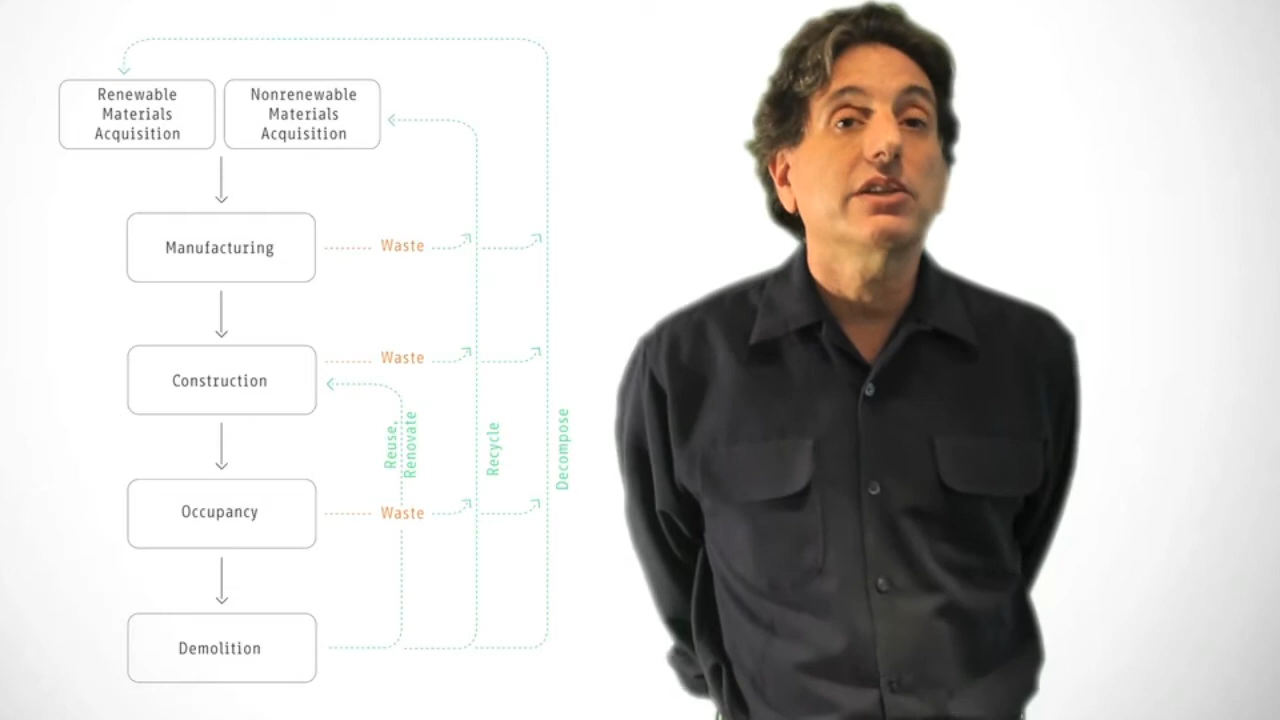 Renewable
Materials
Acquisition
Nonrenewable
Materials
Acquisition
Manufacturing
Waste
Construction
Waste
Reuse,
Renovate
Recycle
Decompose
Occupancy
Waste
Demolition